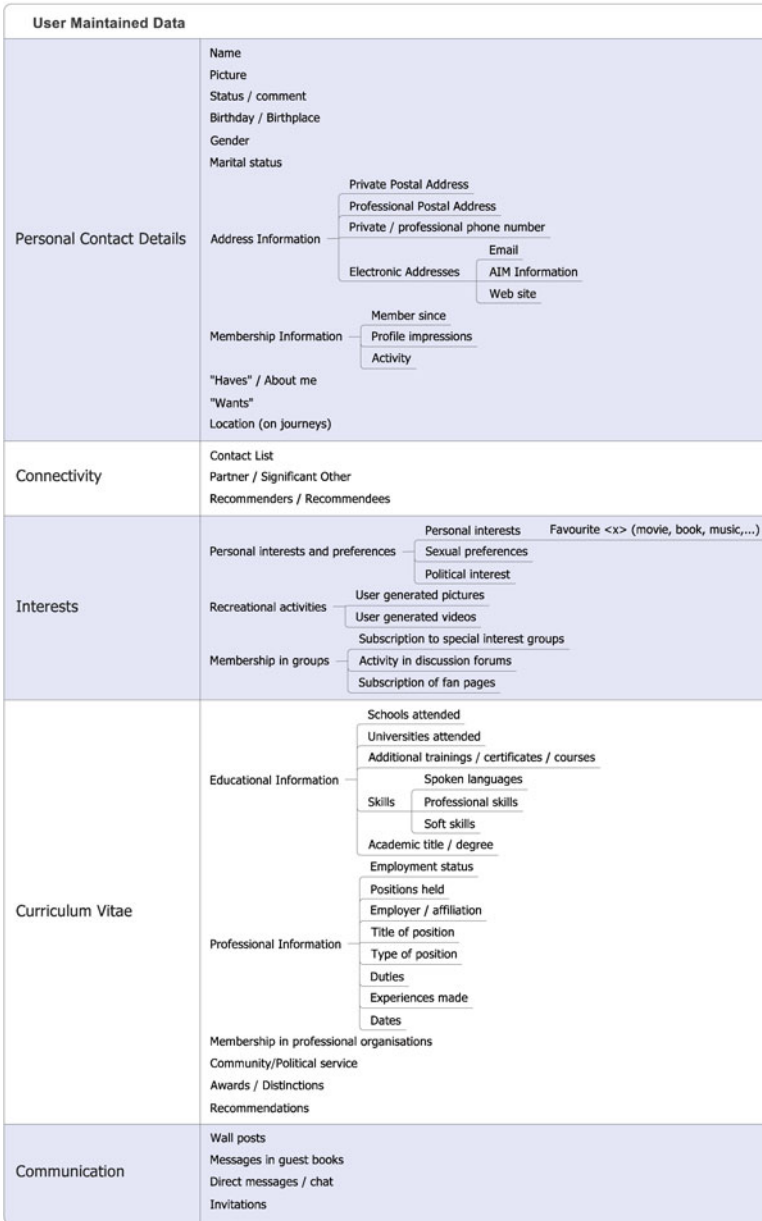 User Maintained Data
Personal Contact Details
Name
Picture
Status / comment
Birthday / Birthplace
Gender
Marital status
Address Information
Private Postal Address
Professional Postal Address
Private / professional phone number
Electronic Addresses
Email
AIM Information
Web site
Membership Information
Member since
Profile impressions
Activity
"Haves" / About me
"Wants"
Location (on journeys)
Connectivity
Contact List
Partner / Significant Other
Recommenders / Recommendees
Interests
Personal interests and preferences
Personal interests
Favourite <x> (movie, book, music,...)
Sexual preferences
Political interest
Recreational activities
User generated pictures
User generated videos
Membership in groups
Subscription to special interest groups
Activity in discussion forums
Subscription of fan pages
Curriculum Vitae
Educational Information
Schools attended
Universities attended
Additional trainings / certificates / courses
Skills
Spoken languages
Professional skills
Soft skills
Academic title / degree
Professional Information
Employment status
Positions held
Employer / affiliation
Title of position
Type of position
Duties
Experiences made
Dates
Membership in professional organisations
Community/Political service
Awards / Distinctions
Recommendations
Communication
Wall posts
Messages in guest books
Direct messages / chat
Invitations